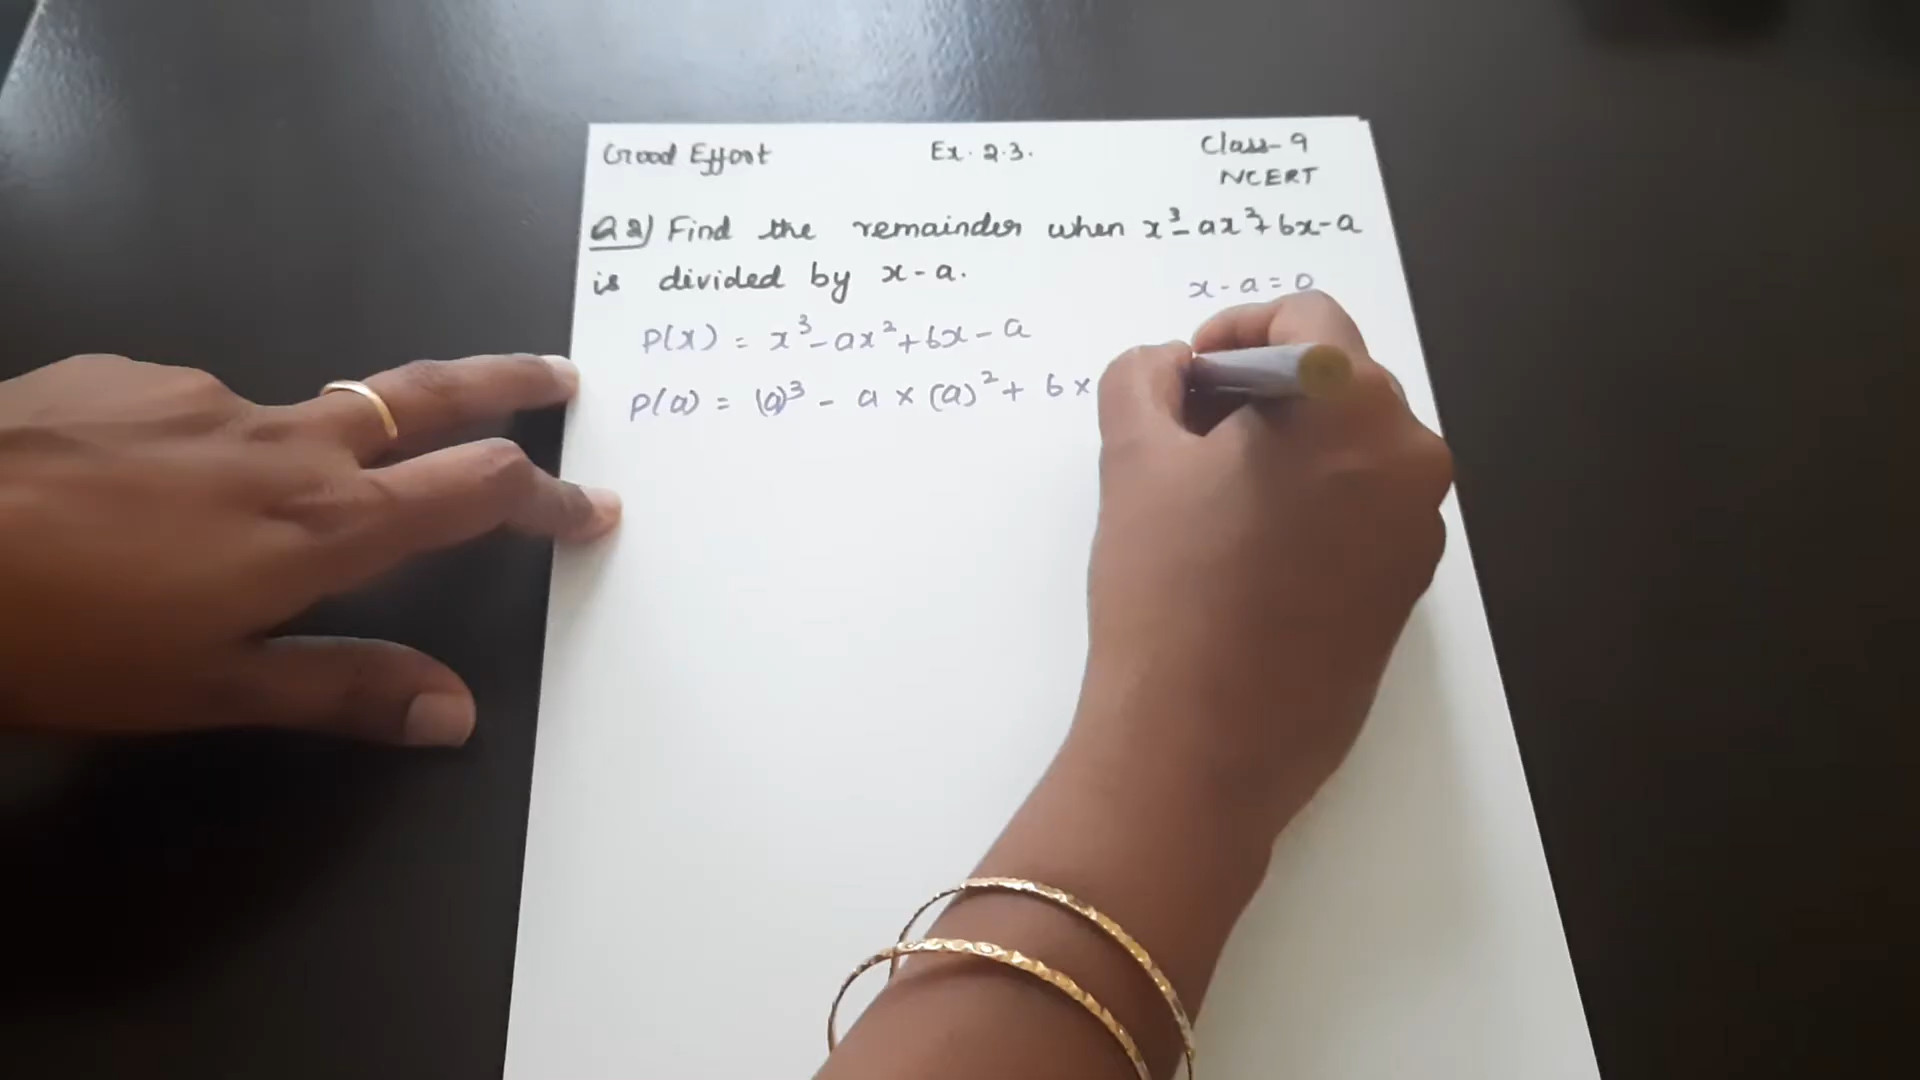 Good Effort Ex. 2.3. Class-9
NCERT
Q2) Find the remainder when x³-ax²+6x-a
is divided by x-a.
x-a=0
P(x) = x³-ax²+6x-a
P(a) = (a)³ - a × (a)² + 6 ×